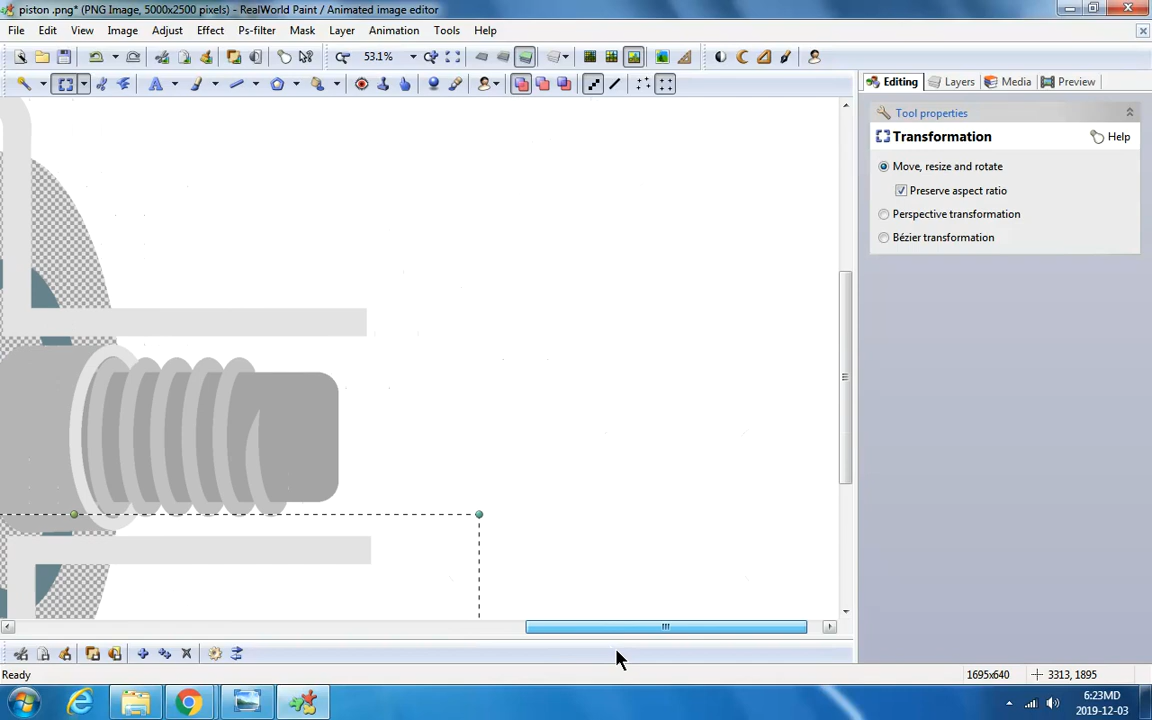 piston .png* (PNG Image, 5000x2500 pixels) - RealWorld Paint / Animated image editor
File Edit View Image Adjust Effect Ps-filter Mask Layer Animation Tools Help
53.1%
Editing Layers Media Preview
Tool properties
Transformation Help
Move, resize and rotate
Preserve aspect ratio
Perspective transformation
Bézier transformation
Ready 1695x640 3313, 1895
6:23MD
2019-12-03